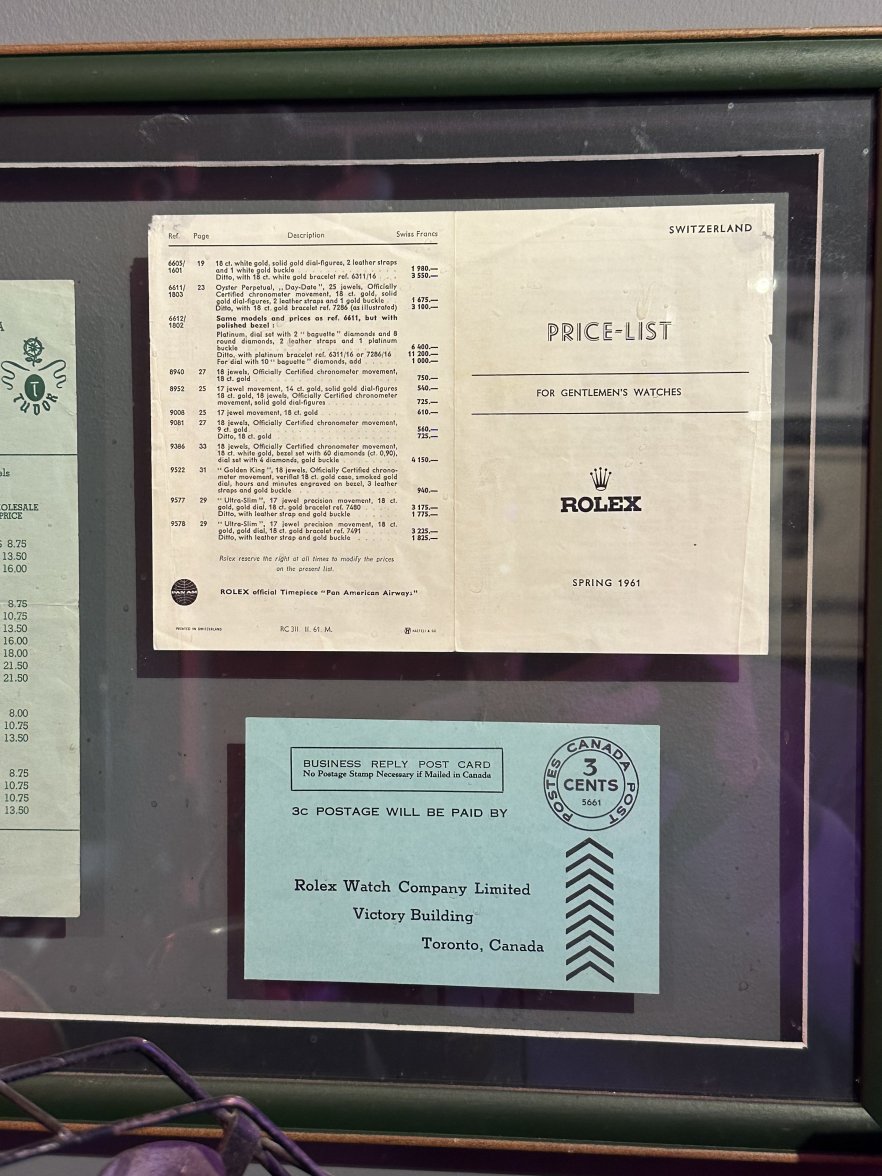 A
T
TUDOR
els
HOLESALE
PRICE
$ 8.75
13.50
16.00
8.75
10.75
13.50
16.00
18.00
21.50
21.50
8.00
10.75
13.50
8.75
10.75
10.75
13.50
Ref. Page Description Swiss Francs
6605/ 19 18 ct. white gold, solid gold dial-figures, 2 leather straps
1601 and 1 white gold buckle 1 980.—
Ditto, with 18 ct. white gold bracelet ref. 6311/16 3 550.—
6611/ 23 Oyster Perpetual, „Day-Date”, 25 jewels, Officially
1803 Certified chronometer movement, 18 ct. gold, solid
gold dial-figures, 2 leather straps and 1 gold buckle 1 675.—
Ditto, with 18 ct. gold bracelet ref. 7286 (as illustrated) 3 100.—
6612/ Same models and prices as ref. 6611, but with
1802 polished bezel :
Platinum, dial set with 2 “baguette” diamonds and 8
round diamonds, 2 leather straps and 1 platinum
buckle 6 400.—
Ditto, with platinum bracelet ref. 6311/16 or 7286/16 11 200.—
For dial with 10 “baguette” diamonds, add 1 000.—
8940 27 18 jewels, Officially Certified chronometer movement,
18 ct. gold 750.—
8952 25 17 jewel movement, 14 ct. gold, solid gold dial-figures 540.—
18 ct. gold, 18 jewels, Officially Certified chronometer
movement, solid gold dial-figures 725.—
9008 25 17 jewel movement, 18 ct. gold 610.—
9081 27 18 jewels, Officially Certified chronometer movement,
9 ct. gold 560.—
Ditto, 18 ct. gold 725.—
9386 33 18 jewels, Officially Certified chronometer movement,
18 ct. white gold, bezel set with 60 diamonds (ct. 0,90),
dial set with 4 diamonds, gold buckle 4 150.—
9522 31 “Golden King”, 18 jewels, Officially Certified chrono-
meter movement, veriflat 18 ct. gold case, smoked gold
dial, hours and minutes engraved on bezel, 3 leather
straps and gold buckle 940.—
9577 29 “Ultra-Slim”, 17 jewel precision movement, 18 ct.
gold, gold dial, 18 ct. gold bracelet ref. 7480 3 175.—
Ditto, with leather strap and gold buckle 1 775.—
9578 29 “Ultra-Slim”, 17 jewel precision movement, 18 ct.
gold, gold dial, 18 ct. gold bracelet ref. 7491 3 225.—
Ditto, with leather strap and gold buckle 1 825.—
Rolex reserve the right at all times to modify the prices
on the present list.
PAN AM
ROLEX official Timepiece “Pan American Airways”
PRINTED IN SWITZERLAND RC 311. II. 61. M.
SWITZERLAND
PRICE-LIST
FOR GENTLEMEN'S WATCHES
ROLEX
SPRING 1961
BUSINESS REPLY POST CARD
No Postage Stamp Necessary if Mailed in Canada
3c POSTAGE WILL BE PAID BY
POSTES CANADA POST
3
CENTS
5661
Rolex Watch Company Limited
Victory Building
Toronto, Canada